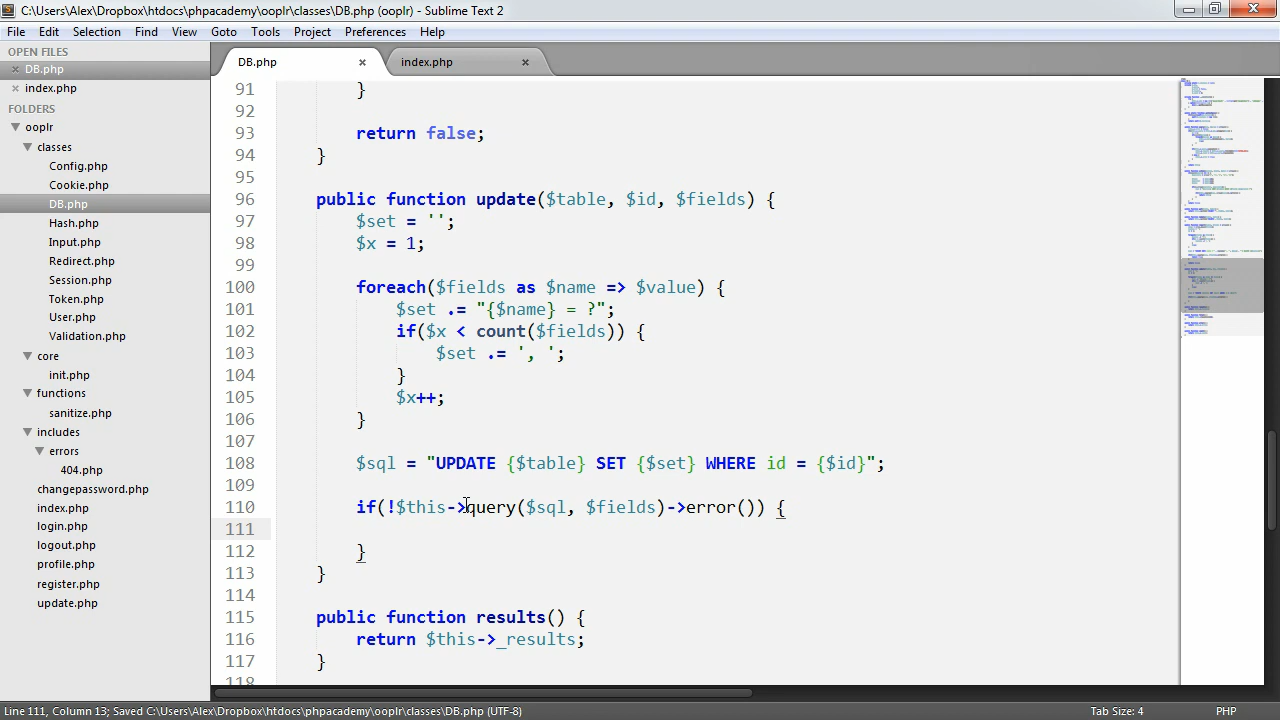 C:\Users\Alex\Dropbox\htdocs\phpacademy\ooplr\classes\DB.php (ooplr) - Sublime Text 2
File Edit Selection Find View Goto Tools Project Preferences Help
OPEN FILES
DB.php
index.php
FOLDERS
ooplr
classes
Config.php
Cookie.php
DB.php
Hash.php
Input.php
Redirect.php
Session.php
Token.php
User.php
Validation.php
core
init.php
functions
sanitize.php
includes
errors
404.php
changepassword.php
index.php
login.php
logout.php
profile.php
register.php
update.php
DB.php index.php
91 }
92
93 return false;
94 }
95
96 public function update($table, $id, $fields) {
97 $set = '';
98 $x = 1;
99
100 foreach($fields as $name => $value) {
101 $set .= "{$name} = ?";
102 if($x < count($fields)) {
103 $set .= ', ';
104 }
105 $x++;
106 }
107
108 $sql = "UPDATE {$table} SET {$set} WHERE id = {$id}";
109
110 if(!$this->query($sql, $fields)->error()) {
111
112 }
113 }
114
115 public function results() {
116 return $this->_results;
117 }
118
Line 111, Column 13; Saved C:\Users\Alex\Dropbox\htdocs\phpacademy\ooplr\classes\DB.php (UTF-8) Tab Size: 4 PHP